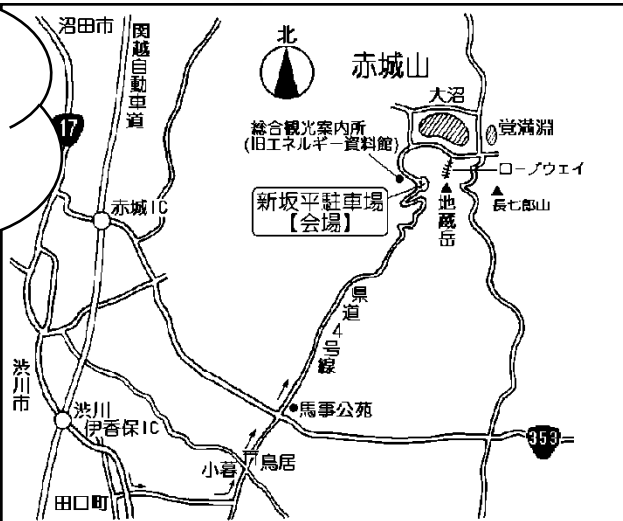 沼田市
関越自動車道
北
赤城山
大沼
覚満淵
17
総合観光案内所
(旧エネルギー資料館)
ロープウェイ
新坂平駐車場
【会場】
地蔵岳
長七郎山
赤城IC
県道4号線
渋川市
渋川
伊香保IC
馬事公苑
353
小暮
鳥居
田口町